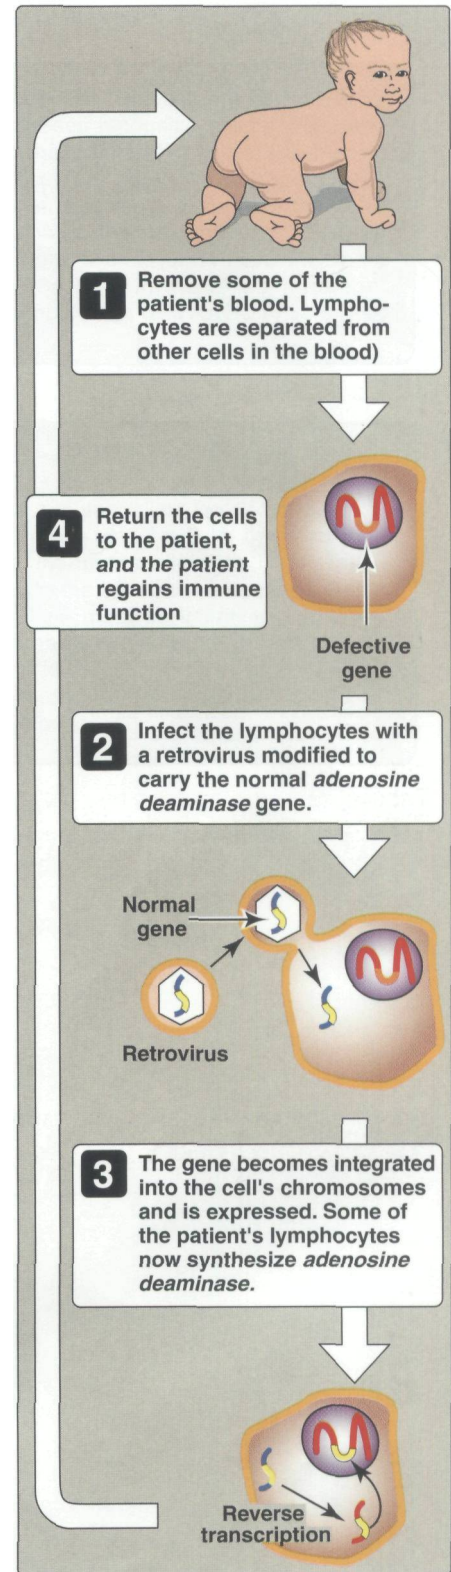 1
Remove some of the
patient's blood. Lympho-
cytes are separated from
other cells in the blood)
Defective
gene
2
Infect the lymphocytes with
a retrovirus modified to
carry the normal adenosine
deaminase gene.
Normal
gene
Retrovirus
3
The gene becomes integrated
into the cell's chromosomes
and is expressed. Some of
the patient's lymphocytes
now synthesize adenosine
deaminase.
Reverse
transcription
4
Return the cells
to the patient,
and the patient
regains immune
function